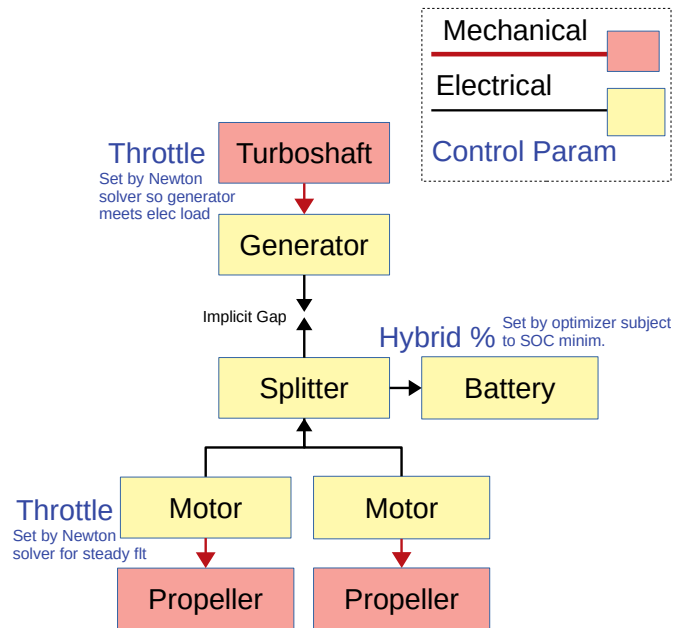 Mechanical
Electrical
Control Param
Throttle
Set by Newton
solver so generator
meets elec load
Turboshaft
Generator
Implicit Gap
Hybrid %
Set by optimizer subject
to SOC minim.
Splitter
Battery
Throttle
Set by Newton
solver for steady flt
Motor
Motor
Propeller
Propeller